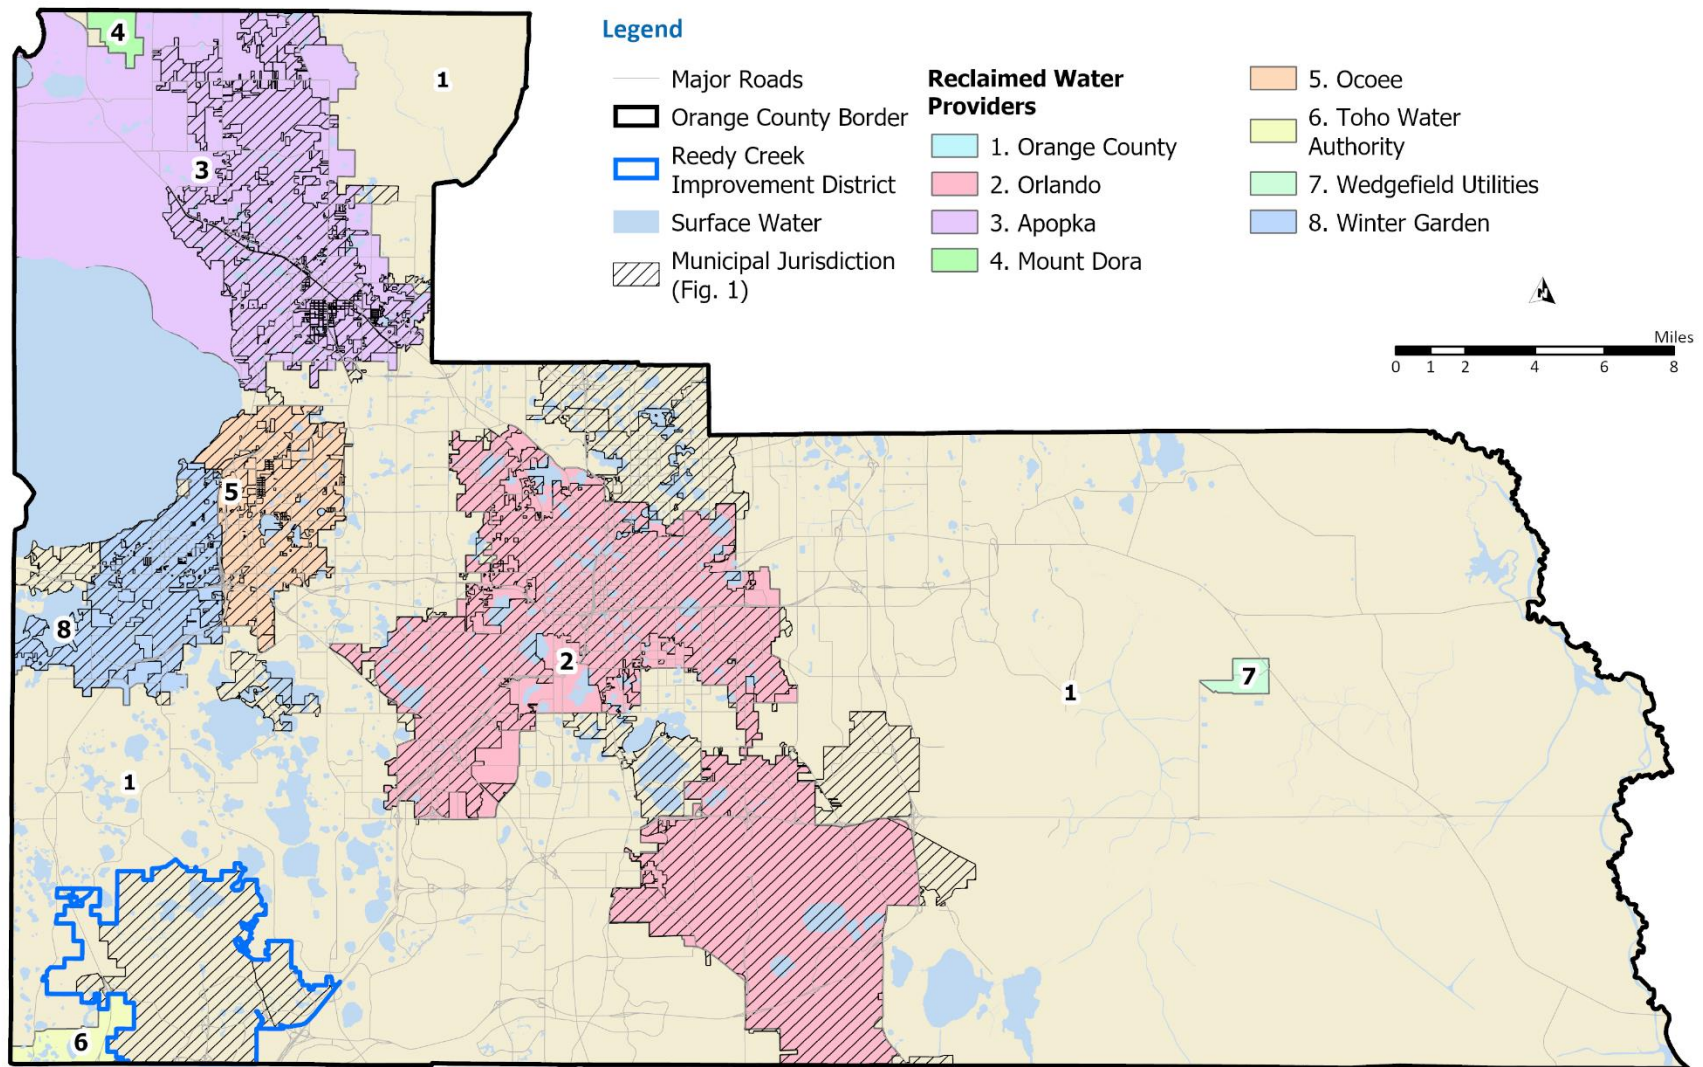 Legend
Major Roads
Orange County Border
Reedy Creek
Improvement District
Surface Water
Municipal Jurisdiction
(Fig. 1)
Reclaimed Water
Providers
1. Orange County
2. Orlando
3. Apopka
4. Mount Dora
5. Ocoee
6. Toho Water
Authority
7. Wedgefield Utilities
8. Winter Garden
N
Miles
0 1 2 4 6 8
4
1
3
5
8
2
1
7
1
6